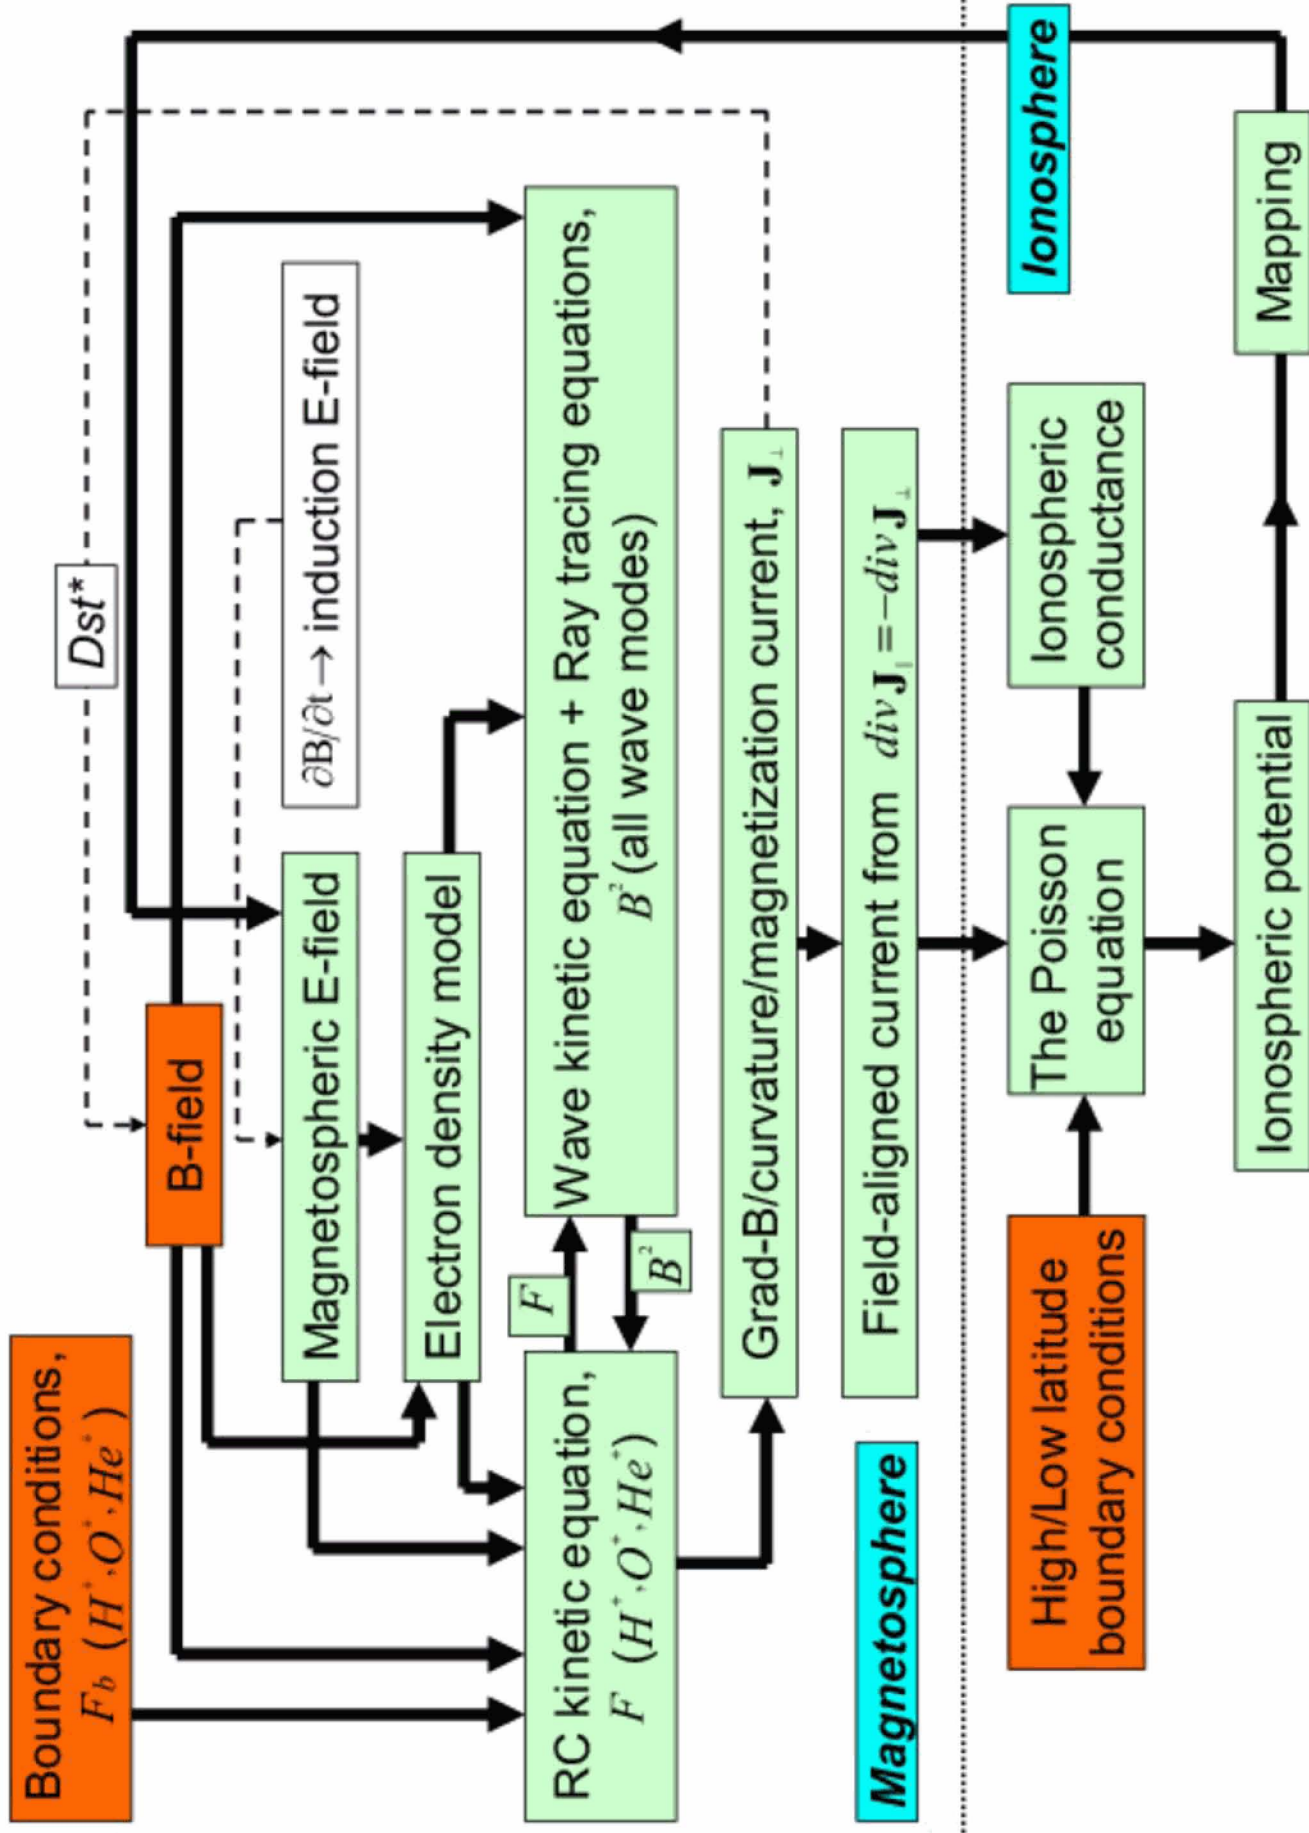 Boundary conditions,
F_b (H⁺,O⁺,He⁺)
Dst*
B-field
Magnetospheric E-field
∂B/∂t → induction E-field
Electron density model
F
RC kinetic equation,
F (H⁺,O⁺,He⁺)
Wave kinetic equation + Ray tracing equations,
B² (all wave modes)
B²
Grad-B/curvature/magnetization current, J⊥
Field-aligned current from div J∥ = −div J⊥
Magnetosphere
Ionosphere
High/Low latitude
boundary conditions
The Poisson
equation
Ionospheric
conductance
Ionospheric potential
Mapping